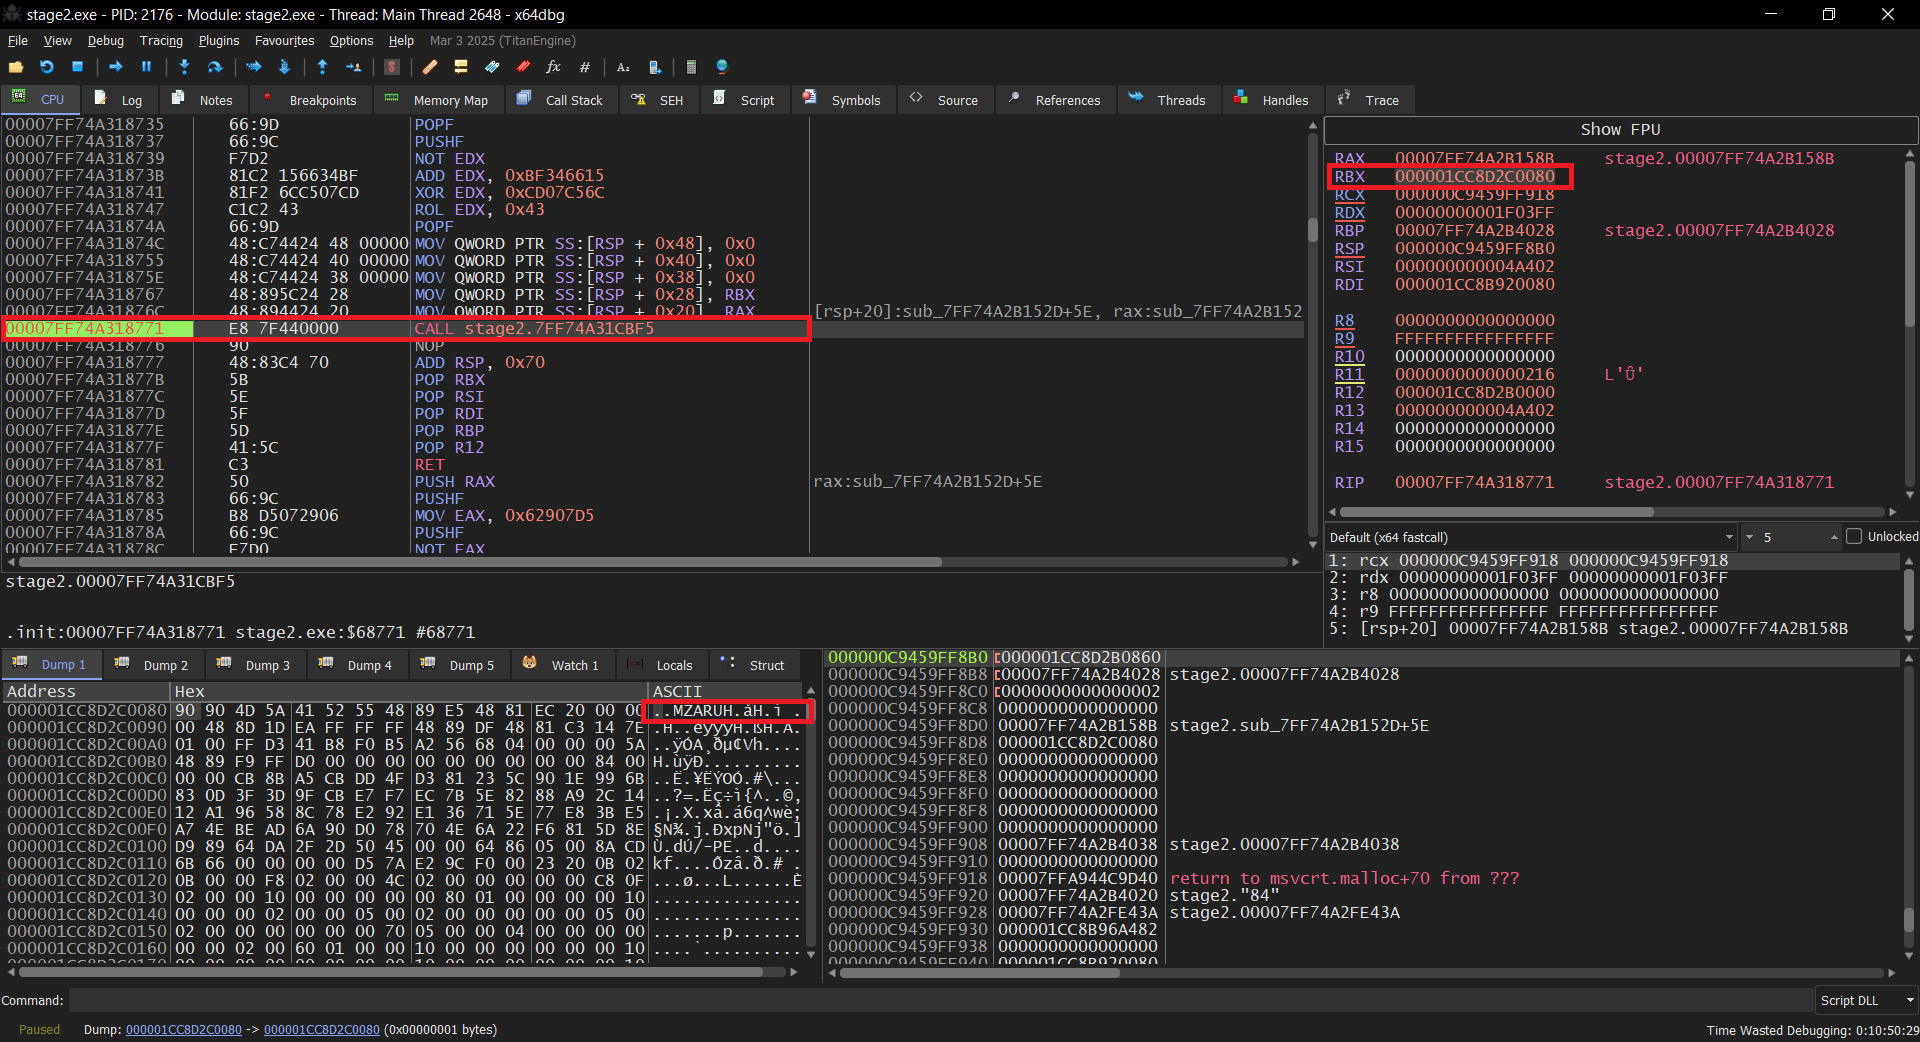 stage2.exe - PID: 2176 - Module: stage2.exe - Thread: Main Thread 2648 - x64dbg
File View Debug Tracing Plugins Favourites Options Help Mar 3 2025 (TitanEngine)
CPU Log Notes Breakpoints Memory Map Call Stack SEH Script Symbols Source References Threads Handles Trace
00007FF74A318735 66:9D POPF
00007FF74A318737 66:9C PUSHF
00007FF74A318739 F7D2 NOT EDX
00007FF74A31873B 81C2 156634BF ADD EDX, 0xBF346615
00007FF74A318741 81F2 6CC507CD XOR EDX, 0xCD07C56C
00007FF74A318747 C1C2 43 ROL EDX, 0x43
00007FF74A31874A 66:9D POPF
00007FF74A31874C 48:C74424 48 00000 MOV QWORD PTR SS:[RSP + 0x48], 0x0
00007FF74A318755 48:C74424 40 00000 MOV QWORD PTR SS:[RSP + 0x40], 0x0
00007FF74A31875E 48:C74424 38 00000 MOV QWORD PTR SS:[RSP + 0x38], 0x0
00007FF74A318767 48:895C24 28 MOV QWORD PTR SS:[RSP + 0x28], RBX
00007FF74A31876C 48:894424 20 MOV QWORD PTR SS:[RSP + 0x20], RAX [rsp+20]:sub_7FF74A2B152D+5E, rax:sub_7FF74A2B152
00007FF74A318771 E8 7F440000 CALL stage2.7FF74A31CBF5
00007FF74A318776 90 NOP
00007FF74A318777 48:83C4 70 ADD RSP, 0x70
00007FF74A31877B 5B POP RBX
00007FF74A31877C 5E POP RSI
00007FF74A31877D 5F POP RDI
00007FF74A31877E 5D POP RBP
00007FF74A31877F 41:5C POP R12
00007FF74A318781 C3 RET
00007FF74A318782 50 PUSH RAX rax:sub_7FF74A2B152D+5E
00007FF74A318783 66:9C PUSHF
00007FF74A318785 B8 D5072906 MOV EAX, 0x62907D5
00007FF74A31878A 66:9C PUSHF
00007FF74A31878C F7D0 NOT EAX
stage2.00007FF74A31CBF5
.init:00007FF74A318771 stage2.exe:$68771 #68771
Show FPU
RAX 00007FF74A2B158B stage2.00007FF74A2B158B
RBX 000001CC8D2C0080
RCX 000000C9459FF918
RDX 00000000001F03FF
RBP 00007FF74A2B4028 stage2.00007FF74A2B4028
RSP 000000C9459FF8B0
RSI 000000000004A402
RDI 000001CC8B920080
R8 0000000000000000
R9 FFFFFFFFFFFFFFFF
R10 0000000000000000
R11 0000000000000216 L'Ȗ'
R12 000001CC8D2B0000
R13 000000000004A402
R14 0000000000000000
R15 0000000000000000
RIP 00007FF74A318771 stage2.00007FF74A318771
Default (x64 fastcall) 5 Unlocked
1: rcx 000000C9459FF918 000000C9459FF918
2: rdx 00000000001F03FF 00000000001F03FF
3: r8 0000000000000000 0000000000000000
4: r9 FFFFFFFFFFFFFFFF FFFFFFFFFFFFFFFF
5: [rsp+20] 00007FF74A2B158B stage2.00007FF74A2B158B
Dump 1 Dump 2 Dump 3 Dump 4 Dump 5 Watch 1 Locals Struct
Address Hex ASCII
000001CC8D2C0080 90 90 4D 5A 41 52 55 48 89 E5 48 81 EC 20 00 00 ..MZARUH.åH.ì .
000001CC8D2C0090 00 48 8D 1D EA FF FF FF 48 89 DF 48 81 C3 14 7E .H..êÿÿÿH.ßH.Ã.
000001CC8D2C00A0 01 00 FF D3 41 B8 F0 B5 A2 56 68 04 00 00 00 5A ..ÿÓA¸ðµ¢Vh....
000001CC8D2C00B0 48 89 F9 FF D0 00 00 00 00 00 00 00 00 00 84 00 H.ùÿÐ..........
000001CC8D2C00C0 00 00 CB 8B A5 CB DD 4F D3 81 23 5C 90 1E 99 6B ..Ë.¥ËÝOÓ.#\...
000001CC8D2C00D0 83 0D 3F 3D 9F CB E7 F7 EC 7B 5E 82 88 A9 2C 14 ..?=.Ëç÷ì{^..©,
000001CC8D2C00E0 12 A1 96 58 8C 78 E2 92 E1 36 71 5E 77 E8 3B E5 .¡.X.xâ.á6q^wè;
000001CC8D2C00F0 A7 4E BE AD 6A 90 D0 78 70 4E 6A 22 F6 81 5D 8E §N¾.j.ÐxpNj"ö.]
000001CC8D2C0100 D9 89 64 DA 2F 2D 50 45 00 00 64 86 05 00 8A CD Ù.dÚ/-PE..d....
000001CC8D2C0110 6B 66 00 00 00 00 D5 7A E2 9C F0 00 23 20 0B 02 kf....Õzâ.ð.# .
000001CC8D2C0120 0B 00 00 F8 02 00 00 4C 02 00 00 00 00 00 C8 0F ...ø...L......È
000001CC8D2C0130 02 00 00 10 00 00 00 00 00 80 01 00 00 00 00 10 ...............
000001CC8D2C0140 00 00 00 02 00 00 05 00 02 00 00 00 00 00 05 00 ...............
000001CC8D2C0150 02 00 00 00 00 00 00 70 05 00 00 04 00 00 00 00 .......p.......
000001CC8D2C0160 00 00 02 00 60 01 00 00 10 00 00 00 00 00 00 10 ....`..........
000000C9459FF8B0 000001CC8D2B0860
000000C9459FF8B8 00007FF74A2B4028 stage2.00007FF74A2B4028
000000C9459FF8C0 0000000000000002
000000C9459FF8C8 0000000000000000
000000C9459FF8D0 00007FF74A2B158B stage2.sub_7FF74A2B152D+5E
000000C9459FF8D8 000001CC8D2C0080
000000C9459FF8E0 0000000000000000
000000C9459FF8E8 0000000000000000
000000C9459FF8F0 0000000000000000
000000C9459FF8F8 0000000000000000
000000C9459FF900 0000000000000000
000000C9459FF908 00007FF74A2B4038 stage2.00007FF74A2B4038
000000C9459FF910 0000000000000000
000000C9459FF918 00007FFA944C9D40 return to msvcrt.malloc+70 from ???
000000C9459FF920 00007FF74A2B4020 stage2."84"
000000C9459FF928 00007FF74A2FE43A stage2.00007FF74A2FE43A
000000C9459FF930 000001CC8B96A482
000000C9459FF938 0000000000000000
000000C9459FF940 000001CC8B920080
Command: Script DLL
Paused Dump: 000001CC8D2C0080 -> 000001CC8D2C0080 (0x00000001 bytes) Time Wasted Debugging: 0:10:50:29